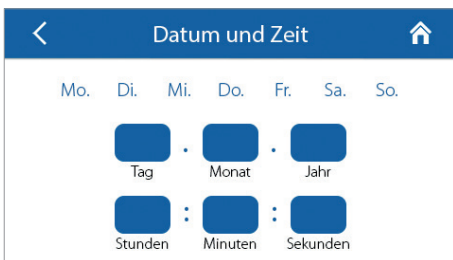 Datum und Zeit
Mo. Di. Mi. Do. Fr. Sa. So.
. .
Tag Monat Jahr
: :
Stunden Minuten Sekunden